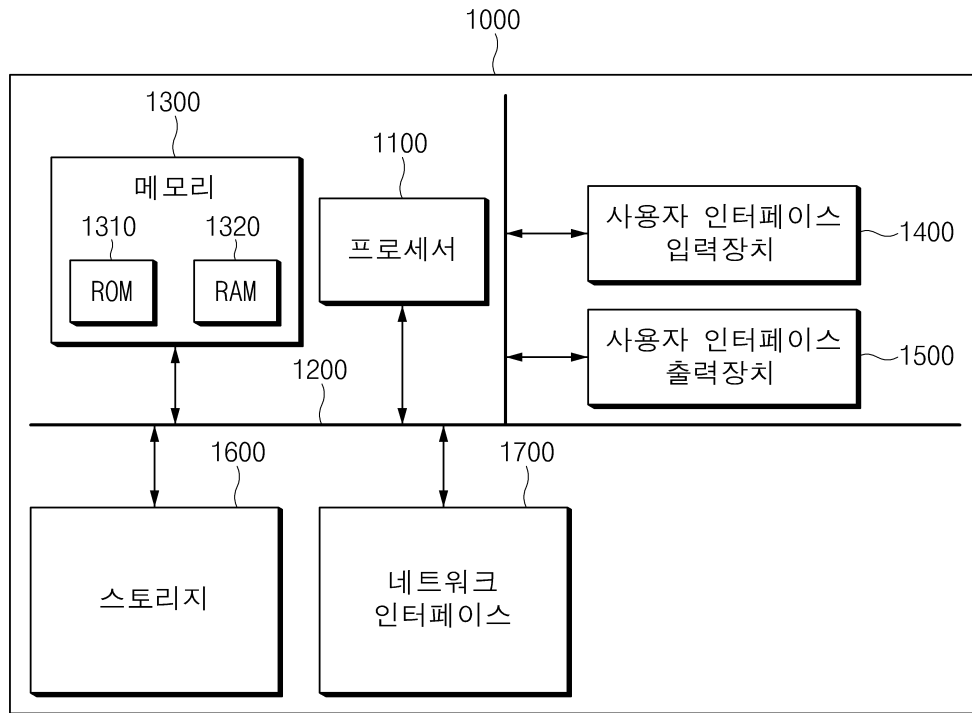 1000
1300
메모리
1310
1320
ROM
RAM
1100
프로세서
사용자 인터페이스
입력장치
1400
사용자 인터페이스
출력장치
1500
1200
1600
스토리지
1700
네트워크
인터페이스